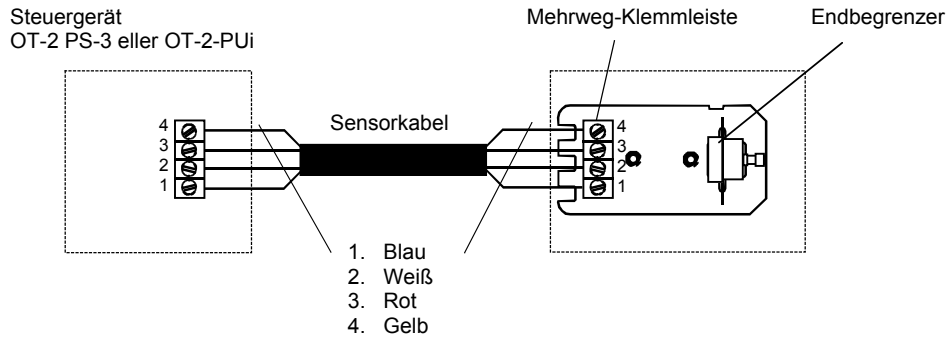 Steuergerät
OT-2 PS-3 eller OT-2-PUi
Mehrweg-Klemmleiste
Endbegrenzer
Sensorkabel
4
3
2
1
4
3
2
1
1. Blau
2. Weiß
3. Rot
4. Gelb